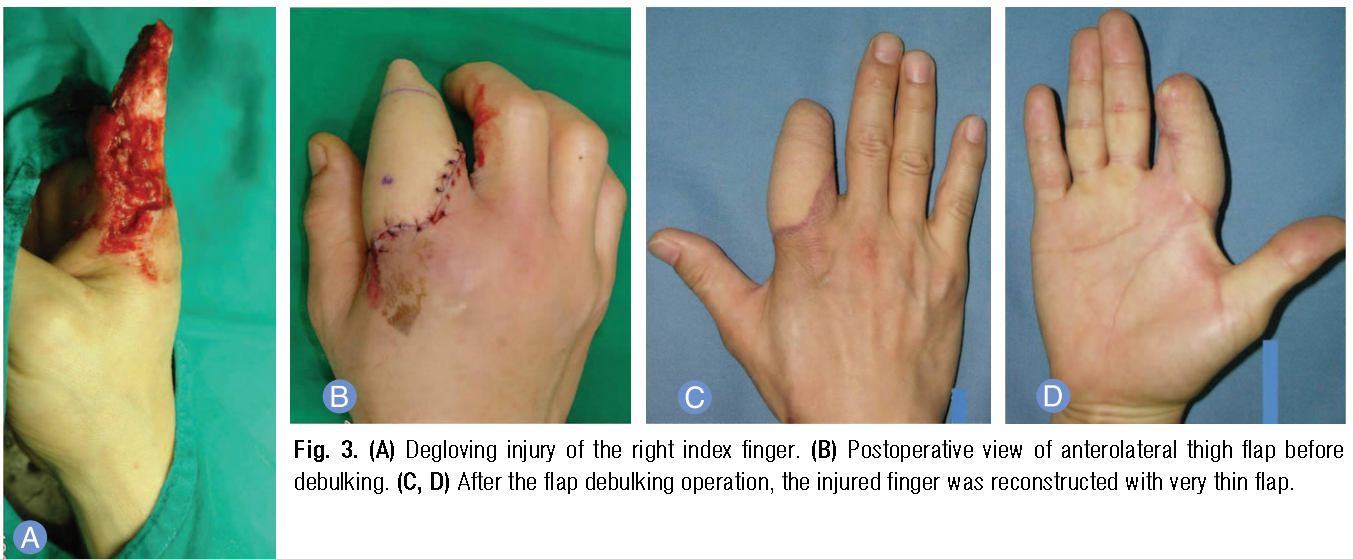 A
B
C
D
Fig. 3. (A) Degloving injury of the right index finger. (B) Postoperative view of anterolateral thigh flap before
debulking. (C, D) After the flap debulking operation, the injured finger was reconstructed with very thin flap.